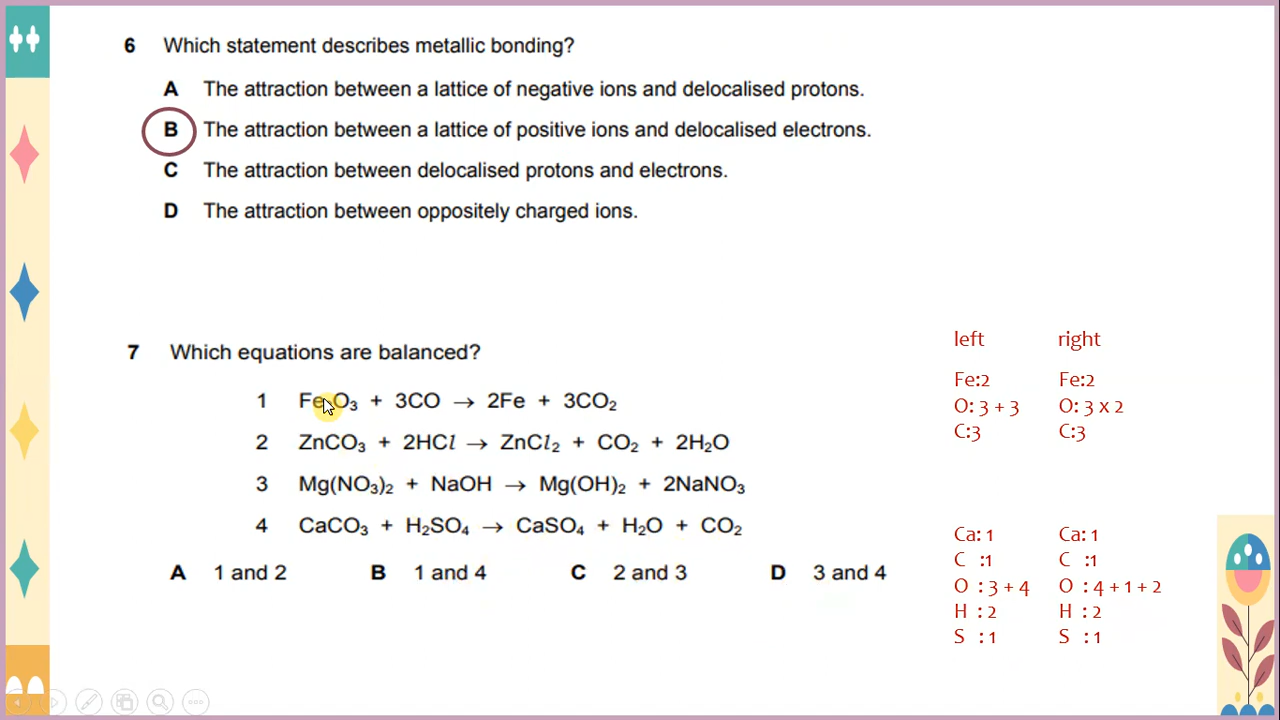 6 Which statement describes metallic bonding?
A The attraction between a lattice of negative ions and delocalised protons.
B The attraction between a lattice of positive ions and delocalised electrons.
C The attraction between delocalised protons and electrons.
D The attraction between oppositely charged ions.
7 Which equations are balanced?
1 Fe₂O₃ + 3CO → 2Fe + 3CO₂
2 ZnCO₃ + 2HCl → ZnCl₂ + CO₂ + 2H₂O
3 Mg(NO₃)₂ + NaOH → Mg(OH)₂ + 2NaNO₃
4 CaCO₃ + H₂SO₄ → CaSO₄ + H₂O + CO₂
A 1 and 2 B 1 and 4 C 2 and 3 D 3 and 4
left right
Fe:2 Fe:2
O: 3 + 3 O: 3 x 2
C:3 C:3
Ca: 1 Ca: 1
C :1 C :1
O : 3 + 4 O : 4 + 1 + 2
H : 2 H : 2
S : 1 S : 1